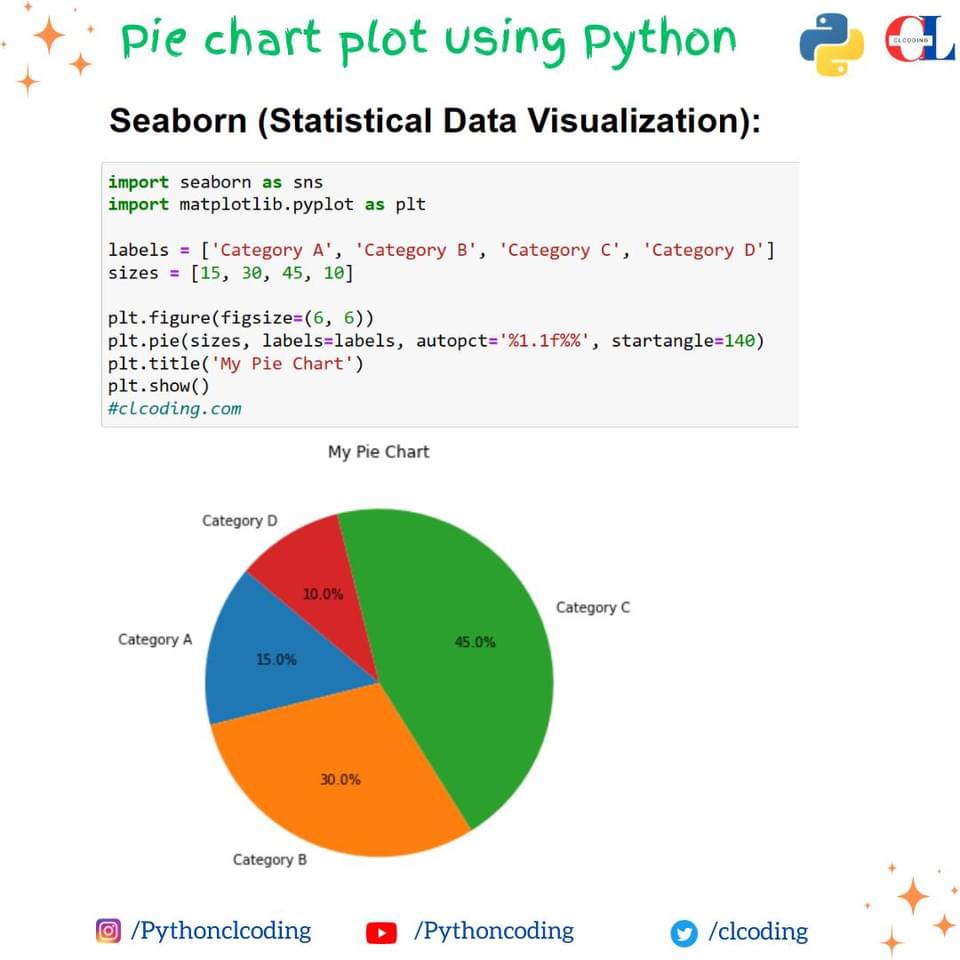 Pie chart plot using Python
CLCODING
Seaborn (Statistical Data Visualization):
import seaborn as sns
import matplotlib.pyplot as plt
labels = ['Category A', 'Category B', 'Category C', 'Category D']
sizes = [15, 30, 45, 10]
plt.figure(figsize=(6, 6))
plt.pie(sizes, labels=labels, autopct='%1.1f%%', startangle=140)
plt.title('My Pie Chart')
plt.show()
#clcoding.com
My Pie Chart
Category D
10.0%
Category C
45.0%
Category A
15.0%
30.0%
Category B
/Pythonclcoding
/Pythoncoding
/clcoding